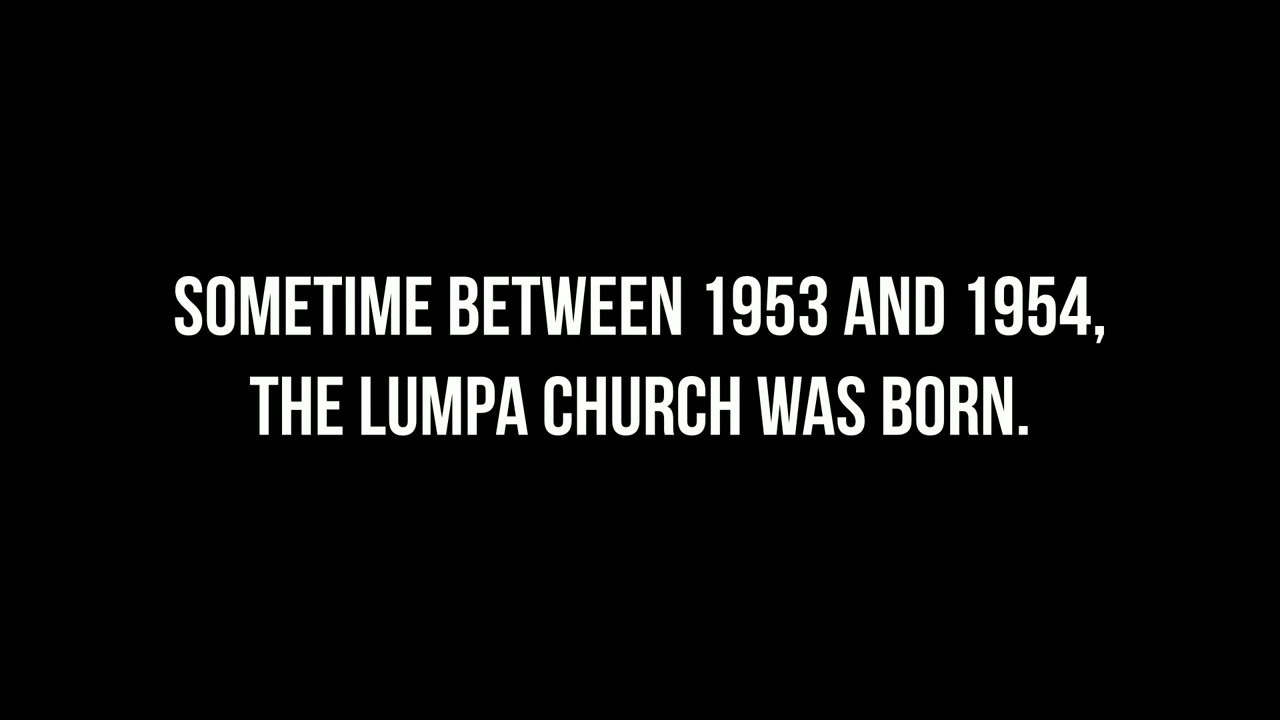 SOMETIME BETWEEN 1953 AND 1954,
THE LUMPA CHURCH WAS BORN.